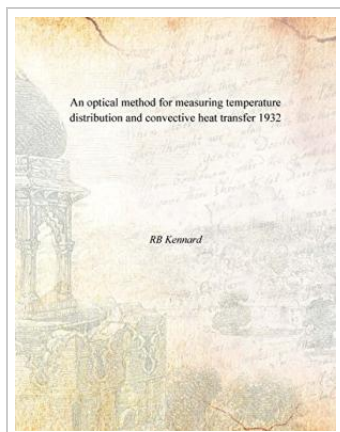 An optical method for measuring temperature
distribution and convective heat transfer 1932
RB Kennard